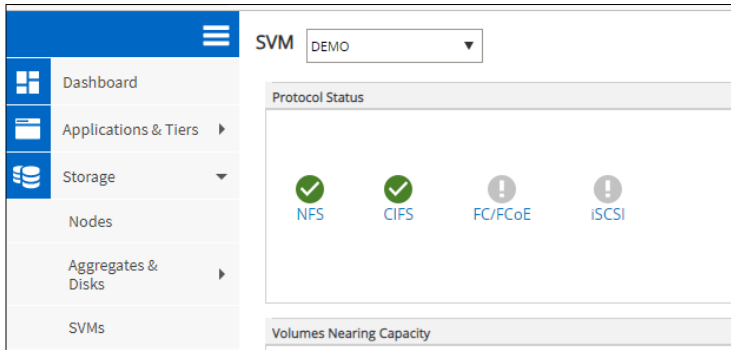 SVM DEMO
Dashboard
Applications & Tiers
Storage
Nodes
Aggregates &
Disks
SVMs
Protocol Status
NFS CIFS FC/FCoE iSCSI
Volumes Nearing Capacity